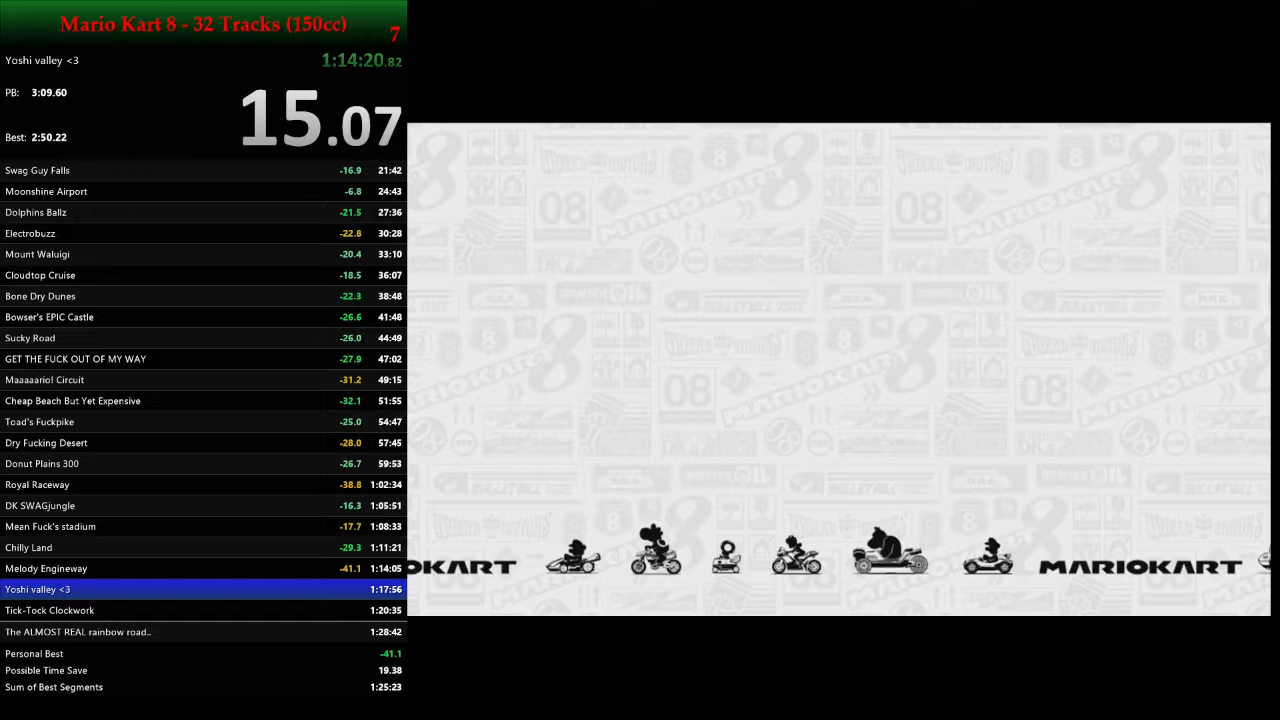 Mario Kart 8 - 32 Tracks (150cc)
7
Yoshi valley <3 1:14:20.82
PB: 3:09.60
15.07
Best: 2:50.22
Swag Guy Falls -16.9 21:42
Moonshine Airport -6.8 24:43
Dolphins Ballz -21.5 27:36
Electrobuzz -22.8 30:28
Mount Waluigi -20.4 33:10
Cloudtop Cruise -18.5 36:07
Bone Dry Dunes -22.3 38:48
Bowser's EPIC Castle -26.6 41:48
Sucky Road -26.0 44:49
GET THE FUCK OUT OF MY WAY -27.9 47:02
Maaaaario! Circuit -31.2 49:15
Cheap Beach But Yet Expensive -32.1 51:55
Toad's Fuckpike -25.0 54:47
Dry Fucking Desert -28.0 57:45
Donut Plains 300 -26.7 59:53
Royal Raceway -38.8 1:02:34
DK SWAGjungle -16.3 1:05:51
Mean Fuck's stadium -17.7 1:08:33
Chilly Land -29.3 1:11:21
Melody Engineway -41.1 1:14:05
Yoshi valley <3 1:17:56
Tick-Tock Clockwork 1:20:35
The ALMOST REAL rainbow road.. 1:28:42
Personal Best -41.1
Possible Time Save 19.38
Sum of Best Segments 1:25:23
OKART MARIOKART